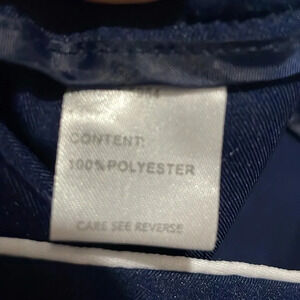 CONTENT:
100% POLYESTER
CARE SEE REVERSE